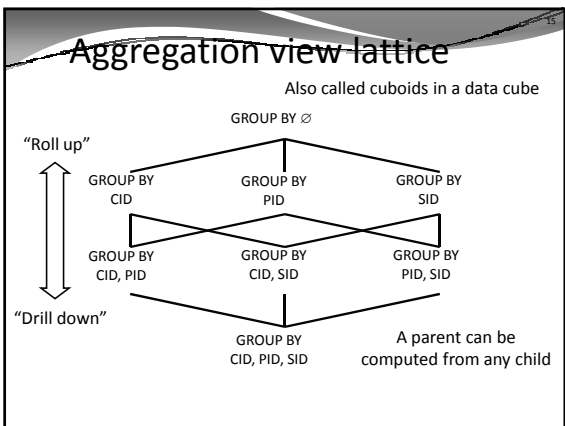 15
Aggregation view lattice
Also called cuboids in a data cube
GROUP BY ∅
“Roll up”
GROUP BY
CID
GROUP BY
PID
GROUP BY
SID
GROUP BY
CID, PID
GROUP BY
CID, SID
GROUP BY
PID, SID
“Drill down”
GROUP BY
CID, PID, SID
A parent can be
computed from any child